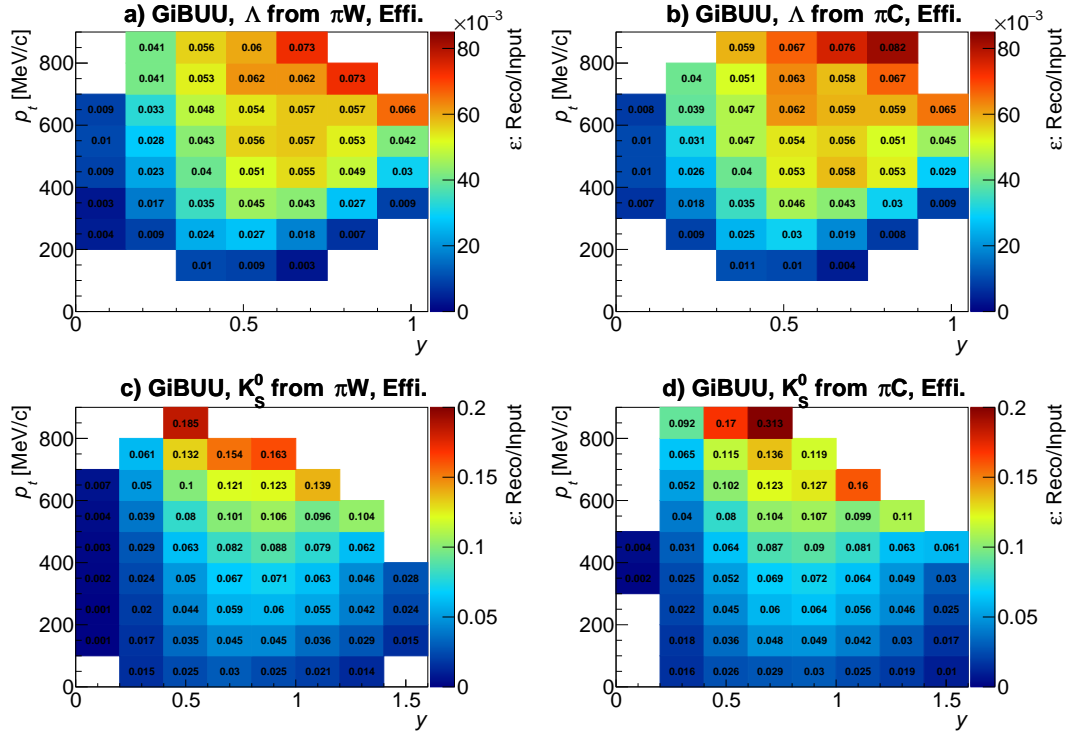 a) GiBUU, Λ from πW, Effi.
×10⁻³
p_t [MeV/c]
800
600
400
200
0
0.041 0.056 0.06 0.073
0.041 0.053 0.062 0.062 0.073
0.009 0.033 0.048 0.054 0.057 0.057 0.066
0.01 0.028 0.043 0.056 0.057 0.053 0.042
0.009 0.023 0.04 0.051 0.055 0.049 0.03
0.003 0.017 0.035 0.045 0.043 0.027 0.009
0.004 0.009 0.024 0.027 0.018 0.007
0.01 0.009 0.003
0 0.5 1
y
80
60
40
20
0
ε: Reco/Input
b) GiBUU, Λ from πC, Effi.
×10⁻³
p_t [MeV/c]
800
600
400
200
0
0.059 0.067 0.076 0.082
0.04 0.051 0.063 0.058 0.067
0.008 0.039 0.047 0.062 0.059 0.059 0.065
0.01 0.031 0.047 0.054 0.056 0.051 0.045
0.01 0.026 0.04 0.053 0.058 0.053 0.029
0.007 0.018 0.035 0.046 0.043 0.03 0.009
0.009 0.025 0.03 0.019 0.008
0.011 0.01 0.004
0 0.5 1
y
80
60
40
20
0
ε: Reco/Input
c) GiBUU, K⁰_S from πW, Effi.
p_t [MeV/c]
800
600
400
200
0
0.185
0.061 0.132 0.154 0.163
0.007 0.05 0.1 0.121 0.123 0.139
0.004 0.039 0.08 0.101 0.106 0.096 0.104
0.003 0.029 0.063 0.082 0.088 0.079 0.062
0.002 0.024 0.05 0.067 0.071 0.063 0.046 0.028
0.001 0.02 0.044 0.059 0.06 0.055 0.042 0.024
0.001 0.017 0.035 0.045 0.045 0.036 0.029 0.015
0.015 0.025 0.03 0.025 0.021 0.014
0 0.5 1 1.5
y
0.2
0.15
0.1
0.05
0
ε: Reco/Input
d) GiBUU, K⁰_S from πC, Effi.
p_t [MeV/c]
800
600
400
200
0
0.092 0.17 0.313
0.065 0.115 0.136 0.119
0.052 0.102 0.123 0.127 0.16
0.04 0.08 0.104 0.107 0.099 0.11
0.004 0.031 0.064 0.087 0.09 0.081 0.063 0.061
0.002 0.025 0.052 0.069 0.072 0.064 0.049 0.03
0.022 0.045 0.06 0.064 0.056 0.046 0.025
0.018 0.036 0.048 0.049 0.042 0.03 0.017
0.016 0.026 0.029 0.03 0.025 0.019 0.01
0 0.5 1 1.5
y
0.2
0.15
0.1
0.05
0
ε: Reco/Input